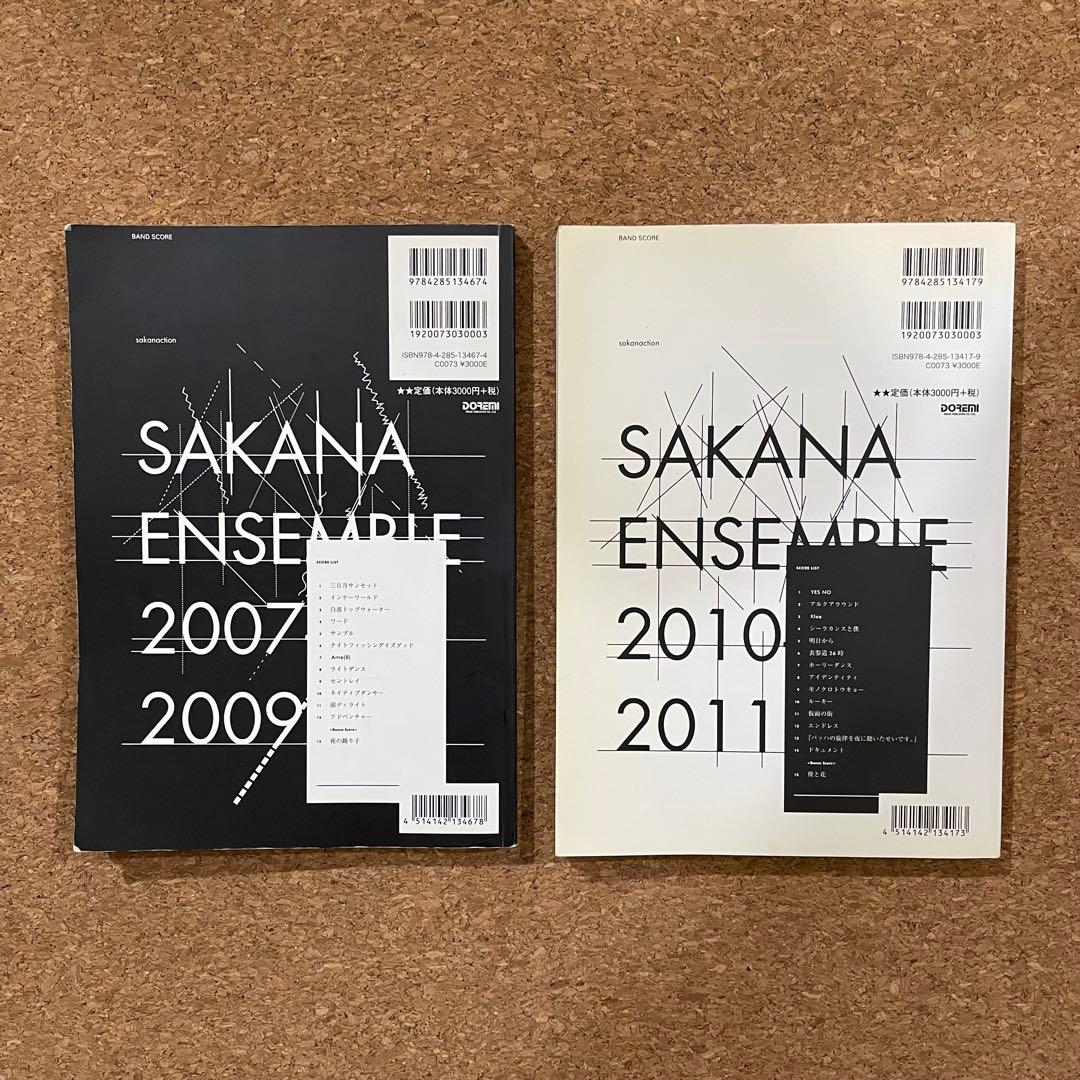 BAND SCORE
9784285134674
1920073030003
ISBN978-4-285-13467-4
C0073 ¥3000E
sakanaction
★★定価(本体3000円+税)
DOREMI
SAKANA
ENSEMBLE
2007
2009
SCORE LIST
1 三日月サンセット
2 インナーワールド
3 白波トップウォーター
4 ワード
5 サンプル
6 ナイトフィッシングイズグッド
7 Ame(B)
8 ライトダンス
9 セントレイ
10 ネイティブダンサー
11 涙ディライト
12 アドベンチャー
<Bonus Score>
13 夜の踊り子
4 514142 134678
BAND SCORE
9784285134179
1920073030003
ISBN978-4-285-13417-9
C0073 ¥3000E
sakanaction
★★定価(本体3000円+税)
DOREMI
SAKANA
ENSEMBLE
2010
2011
SCORE LIST
1 YES NO
2 アルクアラウンド
3 Klee
4 シーラカンスと僕
5 明日から
6 表参道26時
7 ホーリーダンス
8 アイデンティティ
9 モノクロトウキョー
10 ルーキー
11 仮面の街
12 エンドレス
13 『バッハの旋律を夜に聴いたせいです。』
14 ドキュメント
<Bonus Score>
15 僕と花
4 514142 134173